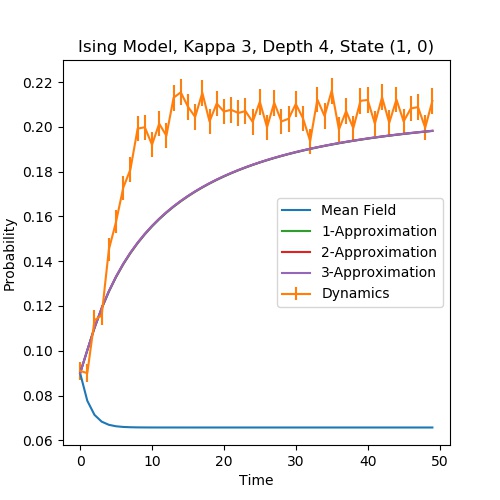 Ising Model, Kappa 3, Depth 4, State (1, 0)
0.22
0.20
0.18
0.16
0.14
0.12
0.10
0.08
0.06
Probability
Mean Field
1-Approximation
2-Approximation
3-Approximation
Dynamics
0 10 20 30 40 50
Time